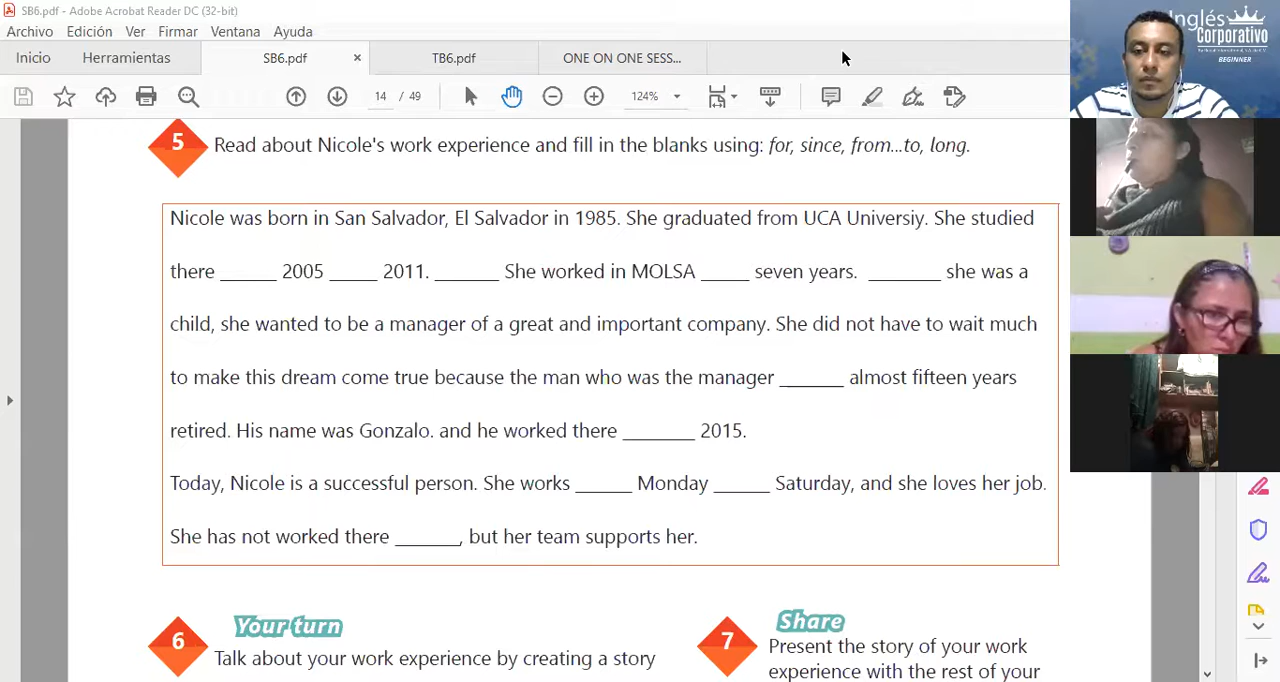 SB6.pdf - Adobe Acrobat Reader DC (32-bit)
Archivo Edición Ver Firmar Ventana Ayuda
Inicio Herramientas SB6.pdf × TB6.pdf ONE ON ONE SESS...
14 / 49 124%
Inglés
Corporativo
BEGINNER
5 Read about Nicole's work experience and fill in the blanks using: for, since, from...to, long.
Nicole was born in San Salvador, El Salvador in 1985. She graduated from UCA Universiy. She studied
there _____ 2005 _____ 2011. ______ She worked in MOLSA _____ seven years. _______ she was a
child, she wanted to be a manager of a great and important company. She did not have to wait much
to make this dream come true because the man who was the manager ______ almost fifteen years
retired. His name was Gonzalo. and he worked there _______ 2015.
Today, Nicole is a successful person. She works _____ Monday _____ Saturday, and she loves her job.
She has not worked there ______, but her team supports her.
6 Your turn
Talk about your work experience by creating a story
7 Share
Present the story of your work
experience with the rest of your